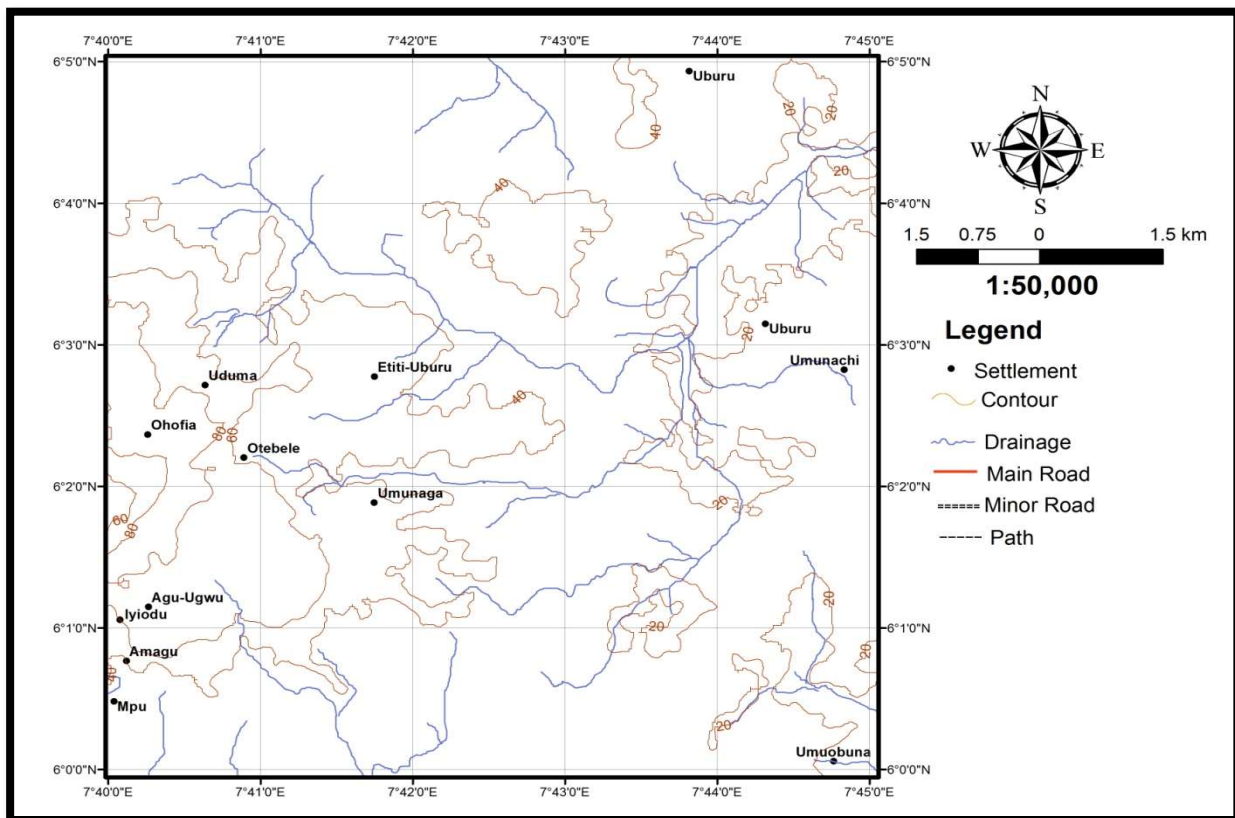 7°40'0"E 7°41'0"E 7°42'0"E 7°43'0"E 7°44'0"E 7°45'0"E
6°5'0"N 6°5'0"N
Uburu
20
20
40
20
N
W E
S
40
6°4'0"N 6°4'0"N
1.5 0.75 0 1.5 km
1:50,000
Legend
Settlement
Contour
Drainage
Main Road
Minor Road
Path
Uburu
20
6°3'0"N 6°3'0"N
Umunachi
Etiti-Uburu
Uduma
40
Ohofia
80
60
Otebele
6°2'0"N 6°2'0"N
Umunaga
20
60
80
Agu-Ugwu
Iyiodu
20
20
6°1'0"N 6°1'0"N
Amagu
20
40
Mpu
20
Umuobuna
6°0'0"N 6°0'0"N
7°40'0"E 7°41'0"E 7°42'0"E 7°43'0"E 7°44'0"E 7°45'0"E